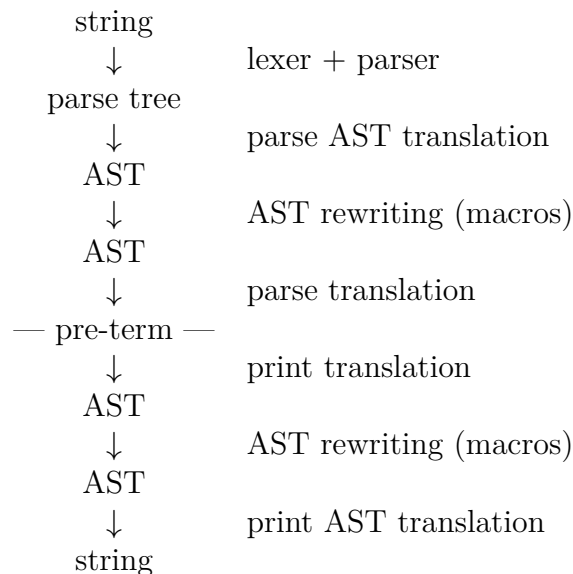 string
↓ lexer + parser
parse tree
↓ parse AST translation
AST
↓ AST rewriting (macros)
AST
↓ parse translation
— pre-term —
↓ print translation
AST
↓ AST rewriting (macros)
AST
↓ print AST translation
string